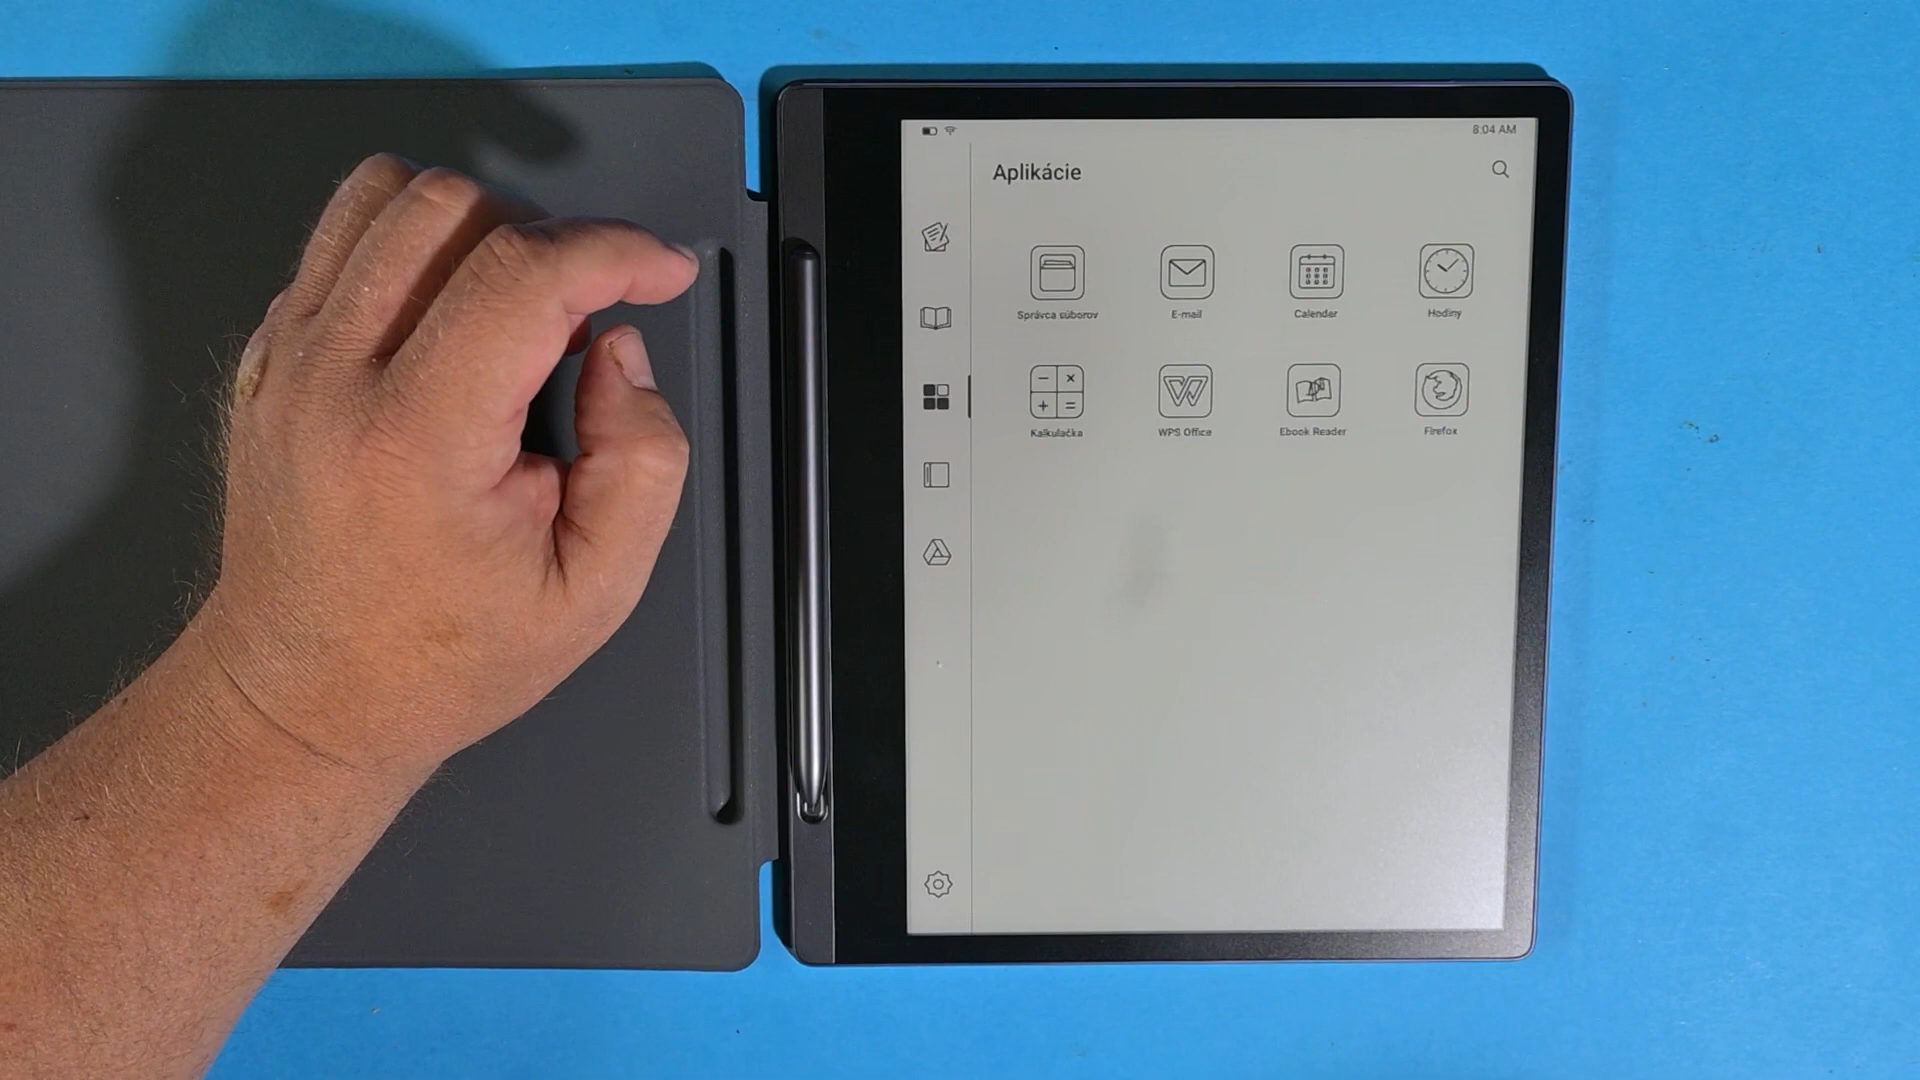 8:04 AM
Aplikácie
Správca súborov
E-mail
Calendar
Hodiny
Kalkulačka
WPS Office
Ebook Reader
Firefox